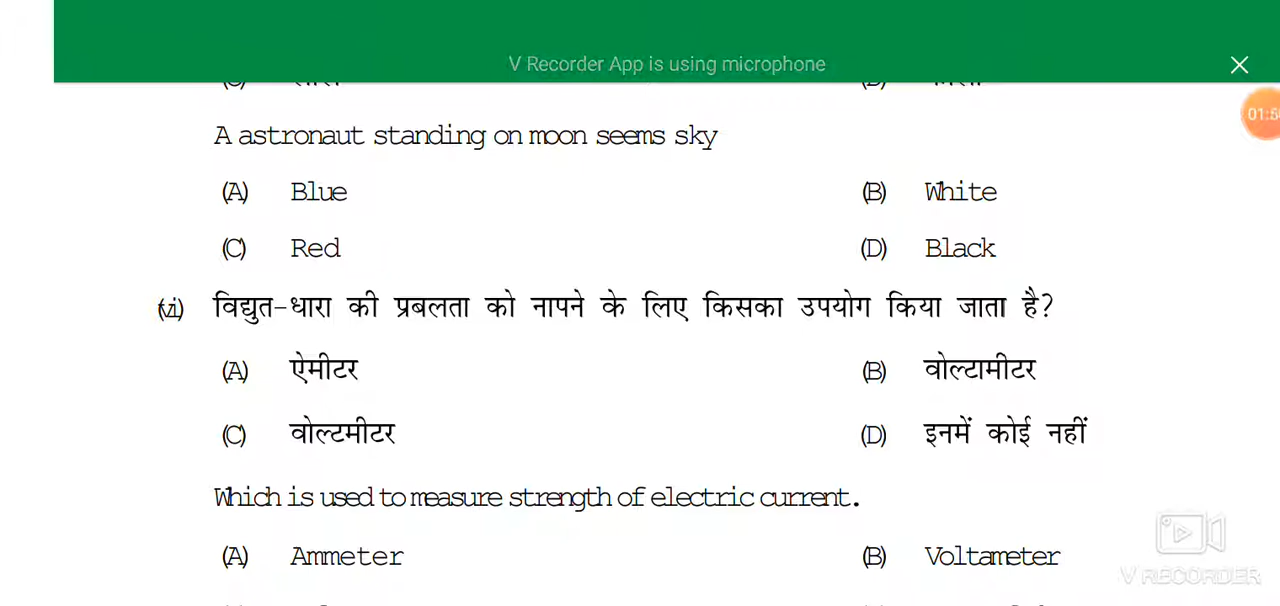 V Recorder App is using microphone
A astronaut standing on moon seems sky
(A) Blue (B) White
(C) Red (D) Black
(vi) विद्युत-धारा की प्रबलता को नापने के लिए किसका उपयोग किया जाता है?
(A) ऐमीटर (B) वोल्टामीटर
(C) वोल्टमीटर (D) इनमें कोई नहीं
Which is used to measure strength of electric current.
(A) Ammeter (B) Voltameter
V RECORDER